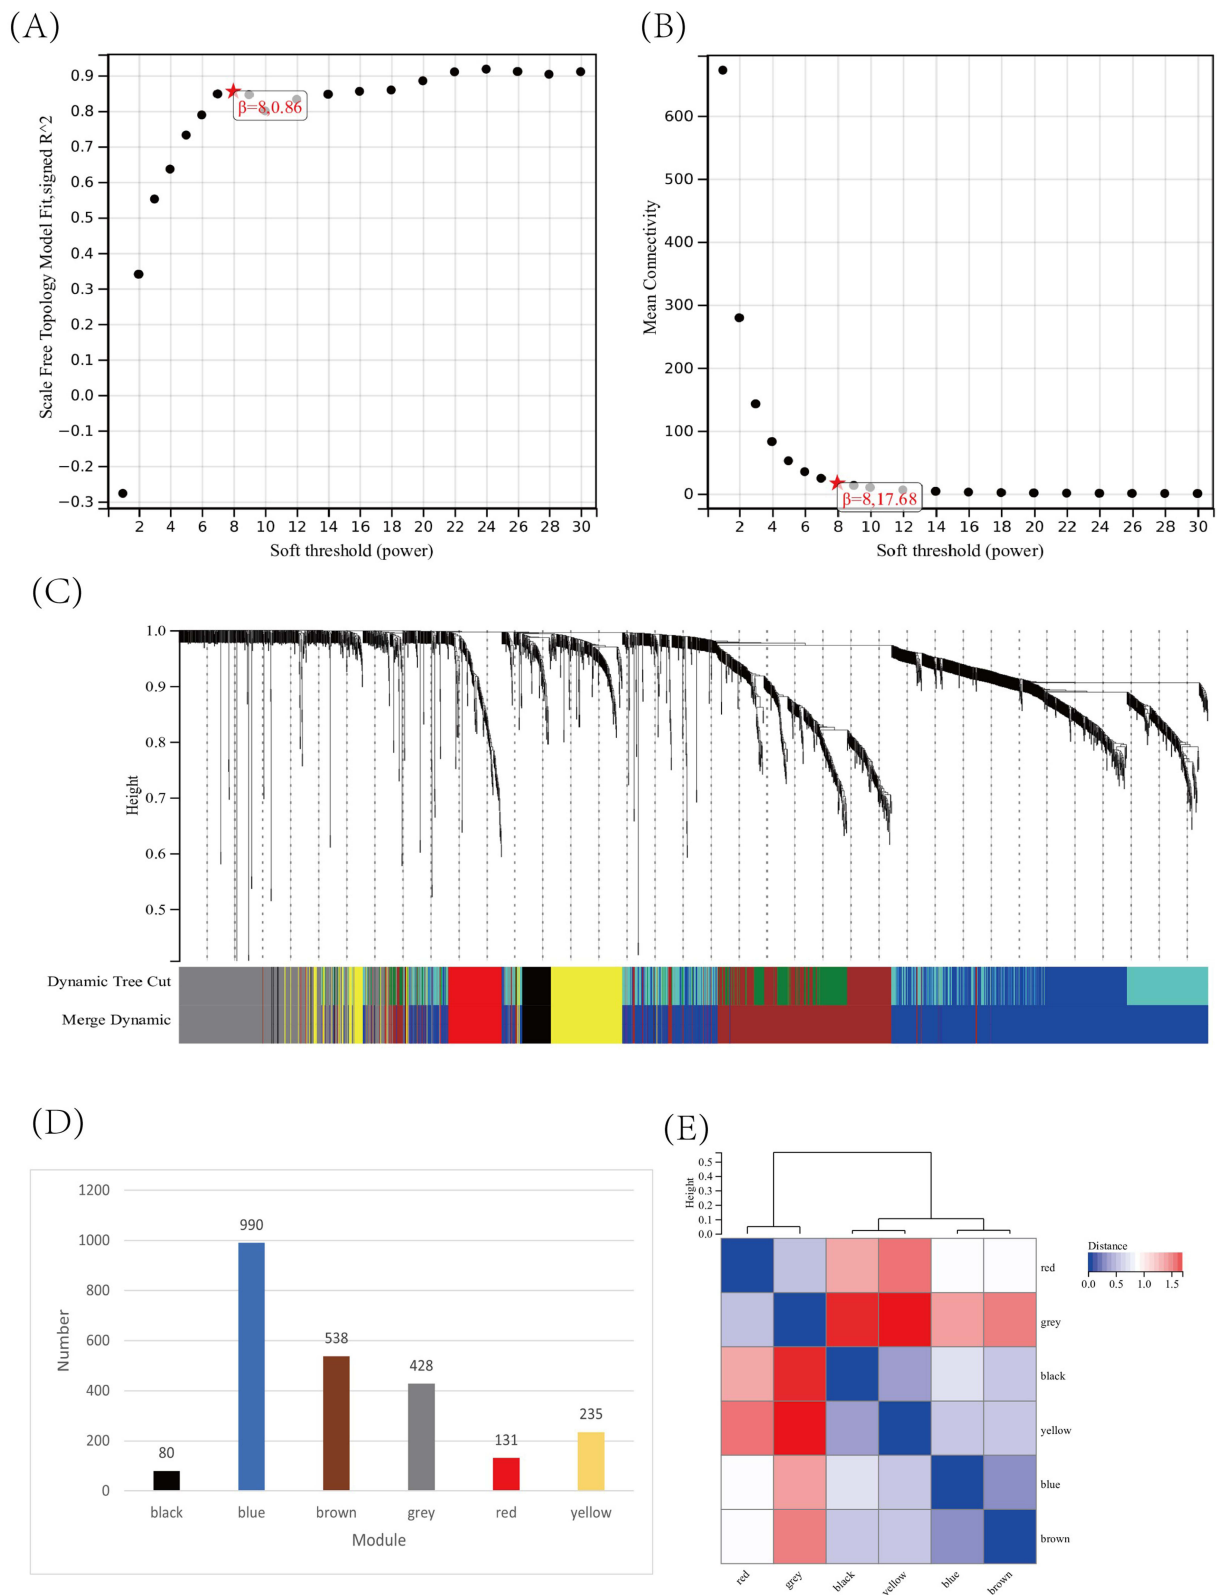 (A)
Scale Free Topology Model Fit,signed R^2
0.9
0.8
0.7
0.6
0.5
0.4
0.3
0.2
0.1
0.0
−0.1
−0.2
−0.3
β=8,0.86
2 4 6 8 10 12 14 16 18 20 22 24 26 28 30
Soft threshold (power)
(B)
Mean Connectivity
600
500
400
300
200
100
0
β=8,17.68
2 4 6 8 10 12 14 16 18 20 22 24 26 28 30
Soft threshold (power)
(C)
Height
1.0
0.9
0.8
0.7
0.6
0.5
Dynamic Tree Cut
Merge Dynamic
(D)
Number
1200
1000
800
600
400
200
0
80
990
538
428
131
235
black blue brown grey red yellow
Module
(E)
Height
0.5
0.4
0.3
0.2
0.1
0.0
Distance
0.0 0.5 1.0 1.5
red
grey
black
yellow
blue
brown
red grey black yellow blue brown